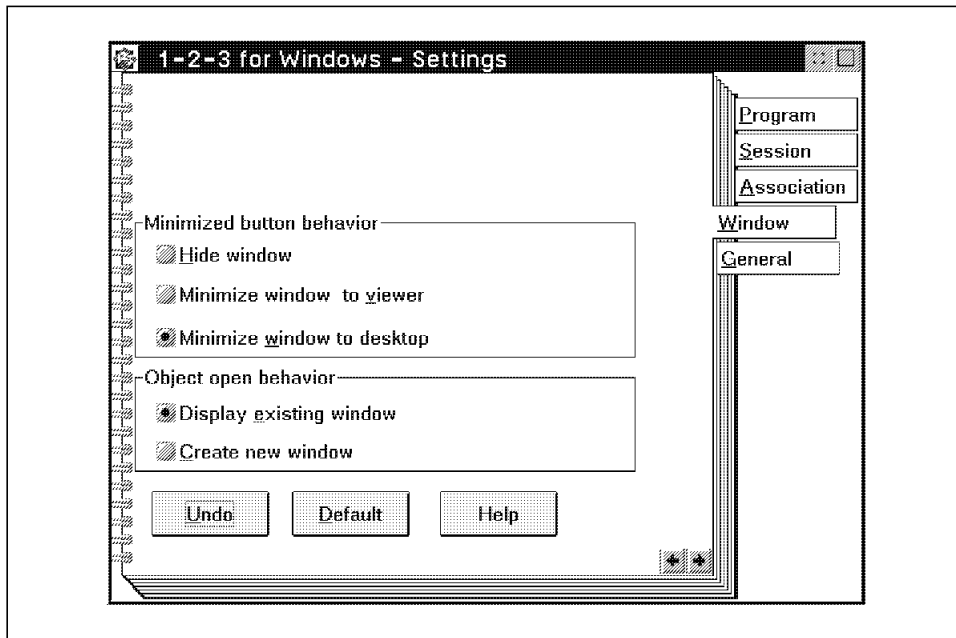 1-2-3 for Windows - Settings
Program
Session
Association
Window
General
Minimized button behavior
Hide window
Minimize window to viewer
Minimize window to desktop
Object open behavior
Display existing window
Create new window
Undo
Default
Help